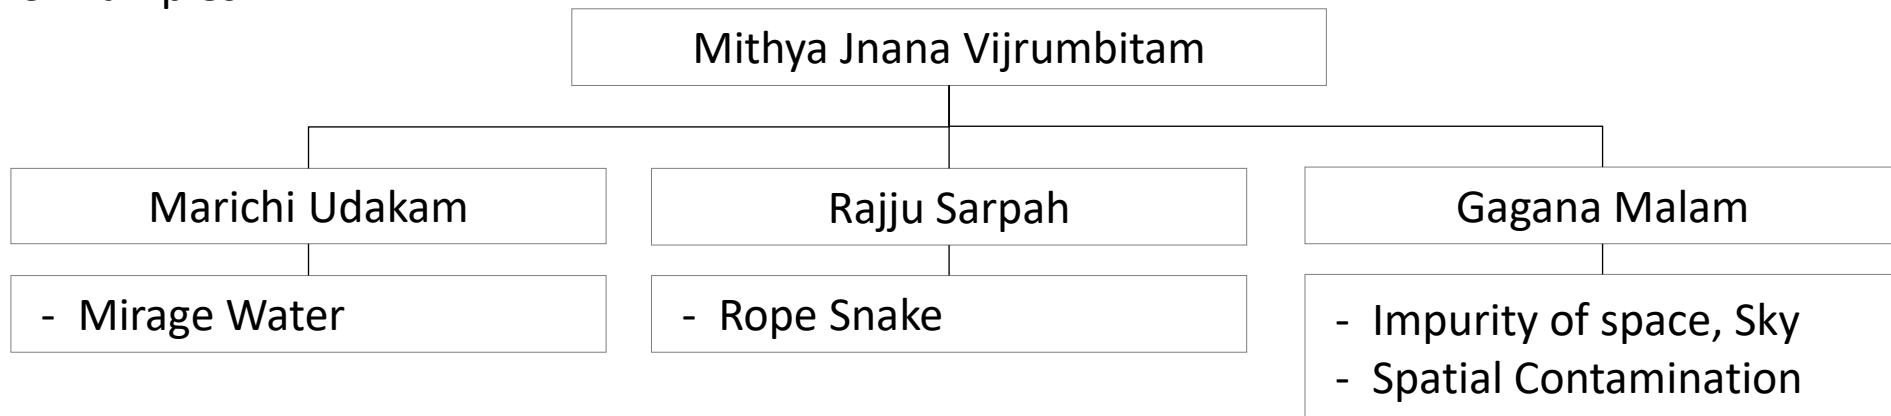 Mithya Jnana Vijrumbitam
Marichi Udakam
Rajju Sarpah
Gagana Malam
- Mirage Water
- Rope Snake
- Impurity of space, Sky
- Spatial Contamination